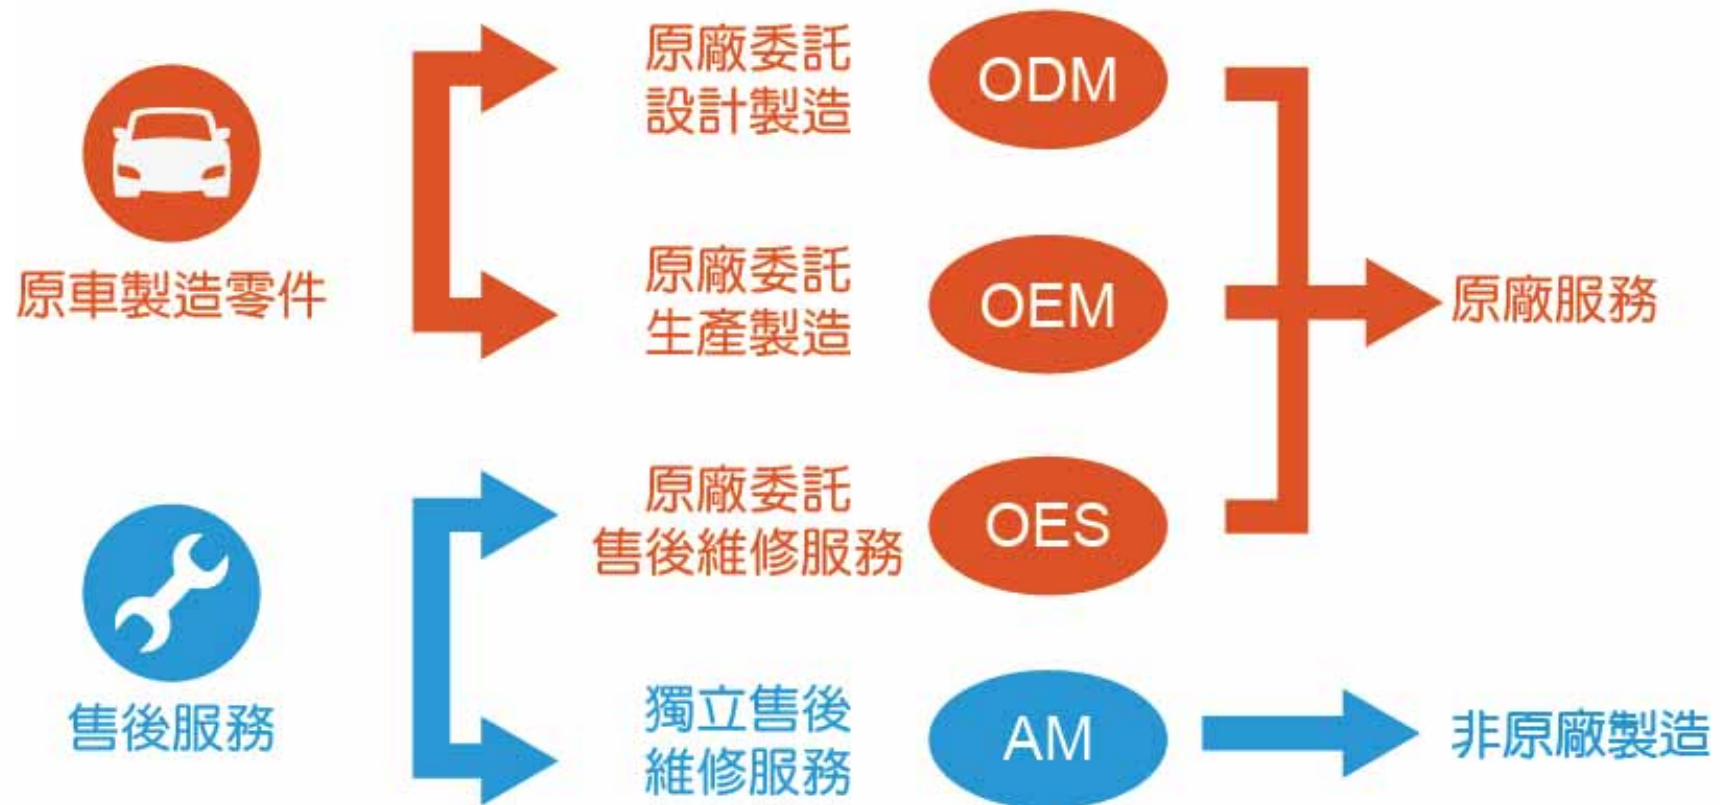 原車製造零件
原廠委託
設計製造
ODM
原廠委託
生產製造
OEM
原廠服務
售後服務
原廠委託
售後維修服務
OES
獨立售後
維修服務
AM
非原廠製造